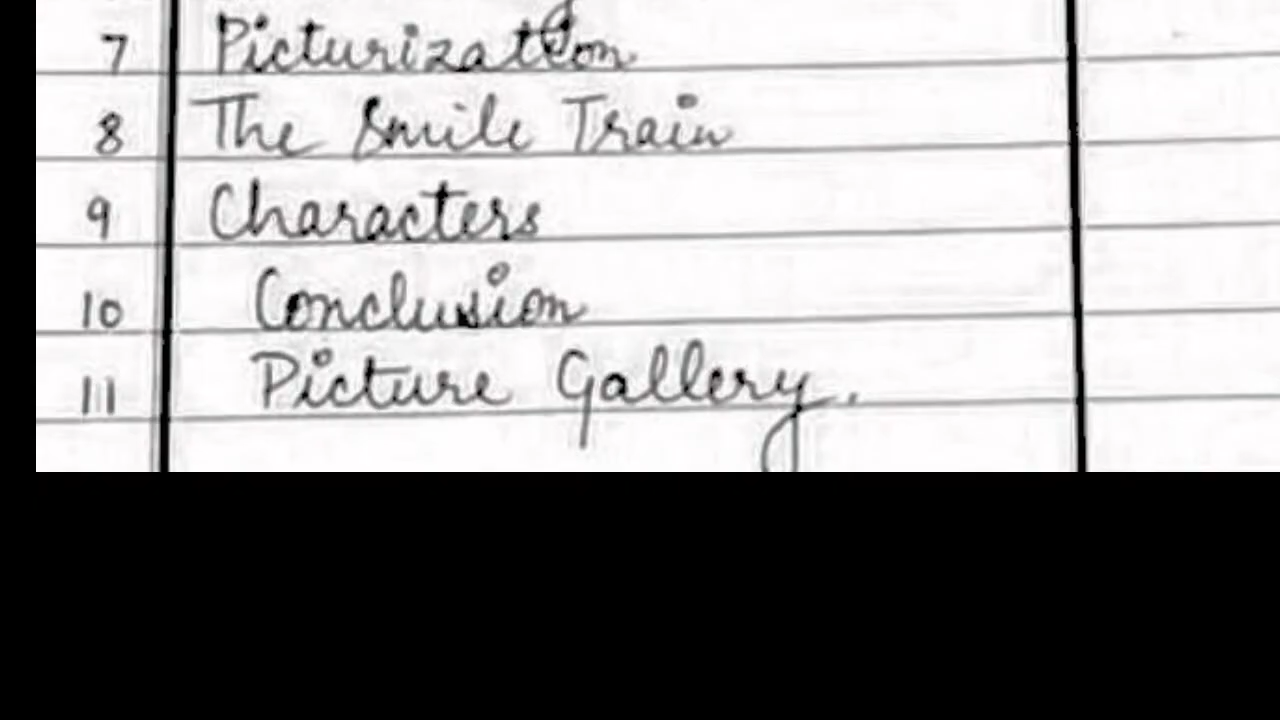 7 Picturization
8 The Smile Train
9 Characters
10 Conclusion
11 Picture Gallery.